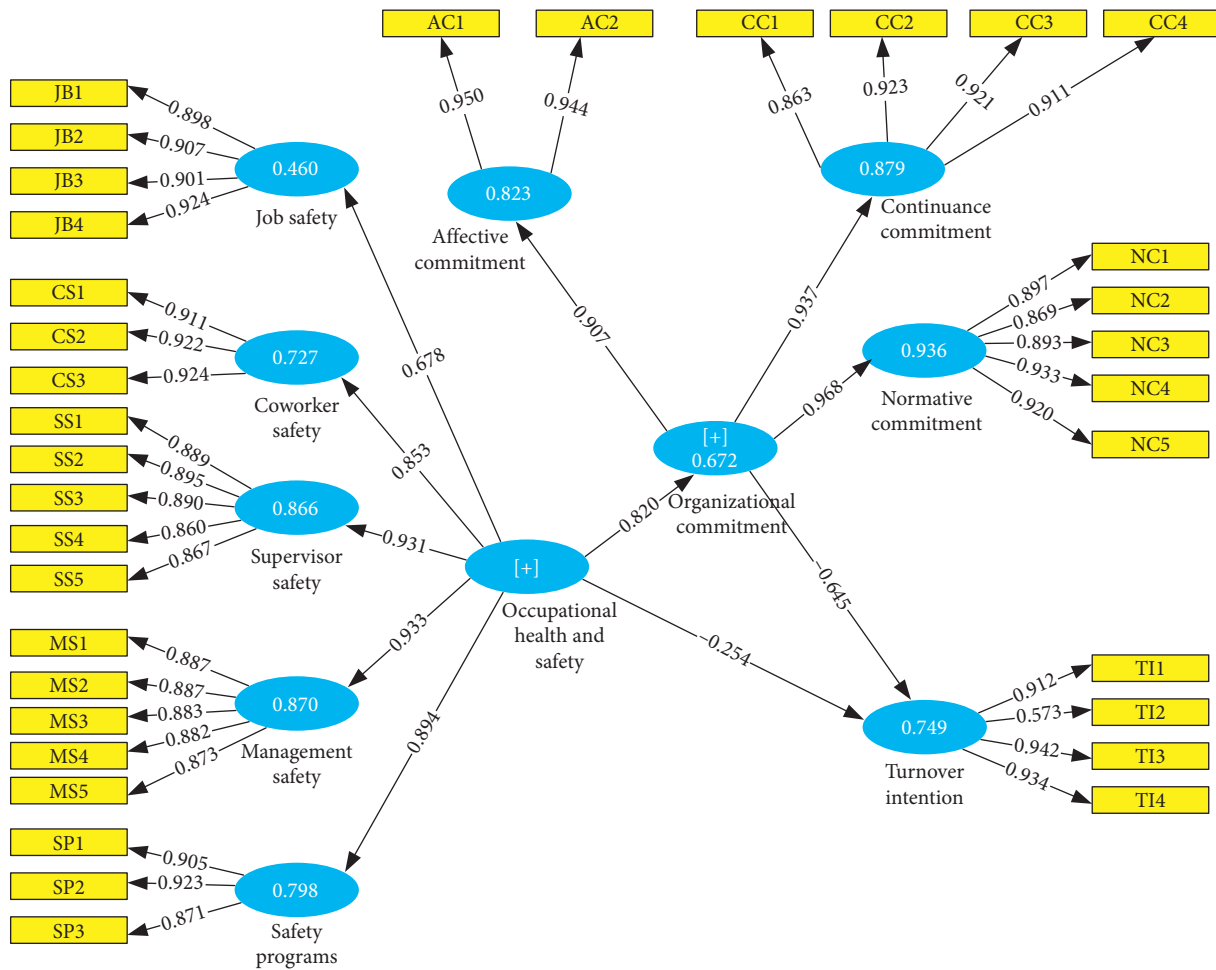 AC1
AC2
CC1
CC2
CC3
CC4
0.950
0.944
0.863
0.923
0.921
0.911
JB1
JB2
JB3
JB4
0.898
0.907
0.901
0.924
0.460
Job safety
0.823
Affective
commitment
0.879
Continuance
commitment
CS1
CS2
CS3
0.911
0.922
0.924
0.727
Coworker
safety
0.678
0.907
0.937
NC1
NC2
NC3
NC4
NC5
0.897
0.869
0.893
0.933
0.920
0.936
Normative
commitment
0.968
SS1
SS2
SS3
SS4
SS5
0.889
0.895
0.890
0.860
0.867
0.866
Supervisor
safety
0.853
0.931
[+]
0.672
Organizational
commitment
0.820
[+]
Occupational
health and
safety
−0.645
−0.254
MS1
MS2
MS3
MS4
MS5
0.887
0.887
0.883
0.882
0.873
0.870
Management
safety
0.933
0.894
TI1
TI2
TI3
TI4
0.912
0.573
0.942
0.934
0.749
Turnover
intention
SP1
SP2
SP3
0.905
0.923
0.871
0.798
Safety
programs